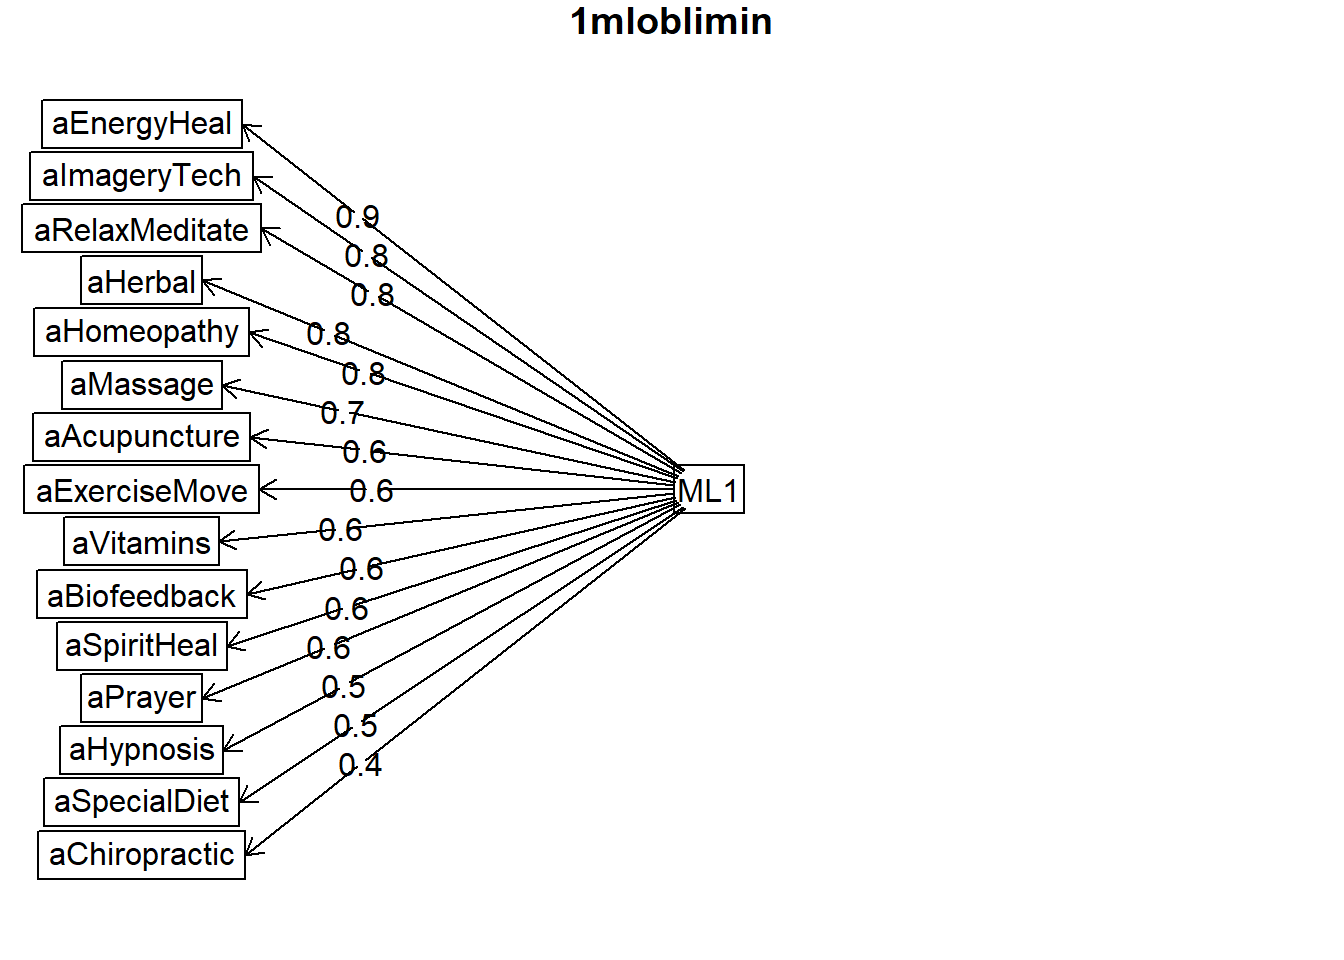 1mloblimin
aEnergyHeal
aImageryTech
aRelaxMeditate
aHerbal
aHomeopathy
aMassage
aAcupuncture
aExerciseMove
aVitamins
aBiofeedback
aSpiritHeal
aPrayer
aHypnosis
aSpecialDiet
aChiropractic
0.9
0.8
0.8
0.8
0.8
0.7
0.6
0.6
0.6
0.6
0.6
0.6
0.5
0.5
0.4
ML1